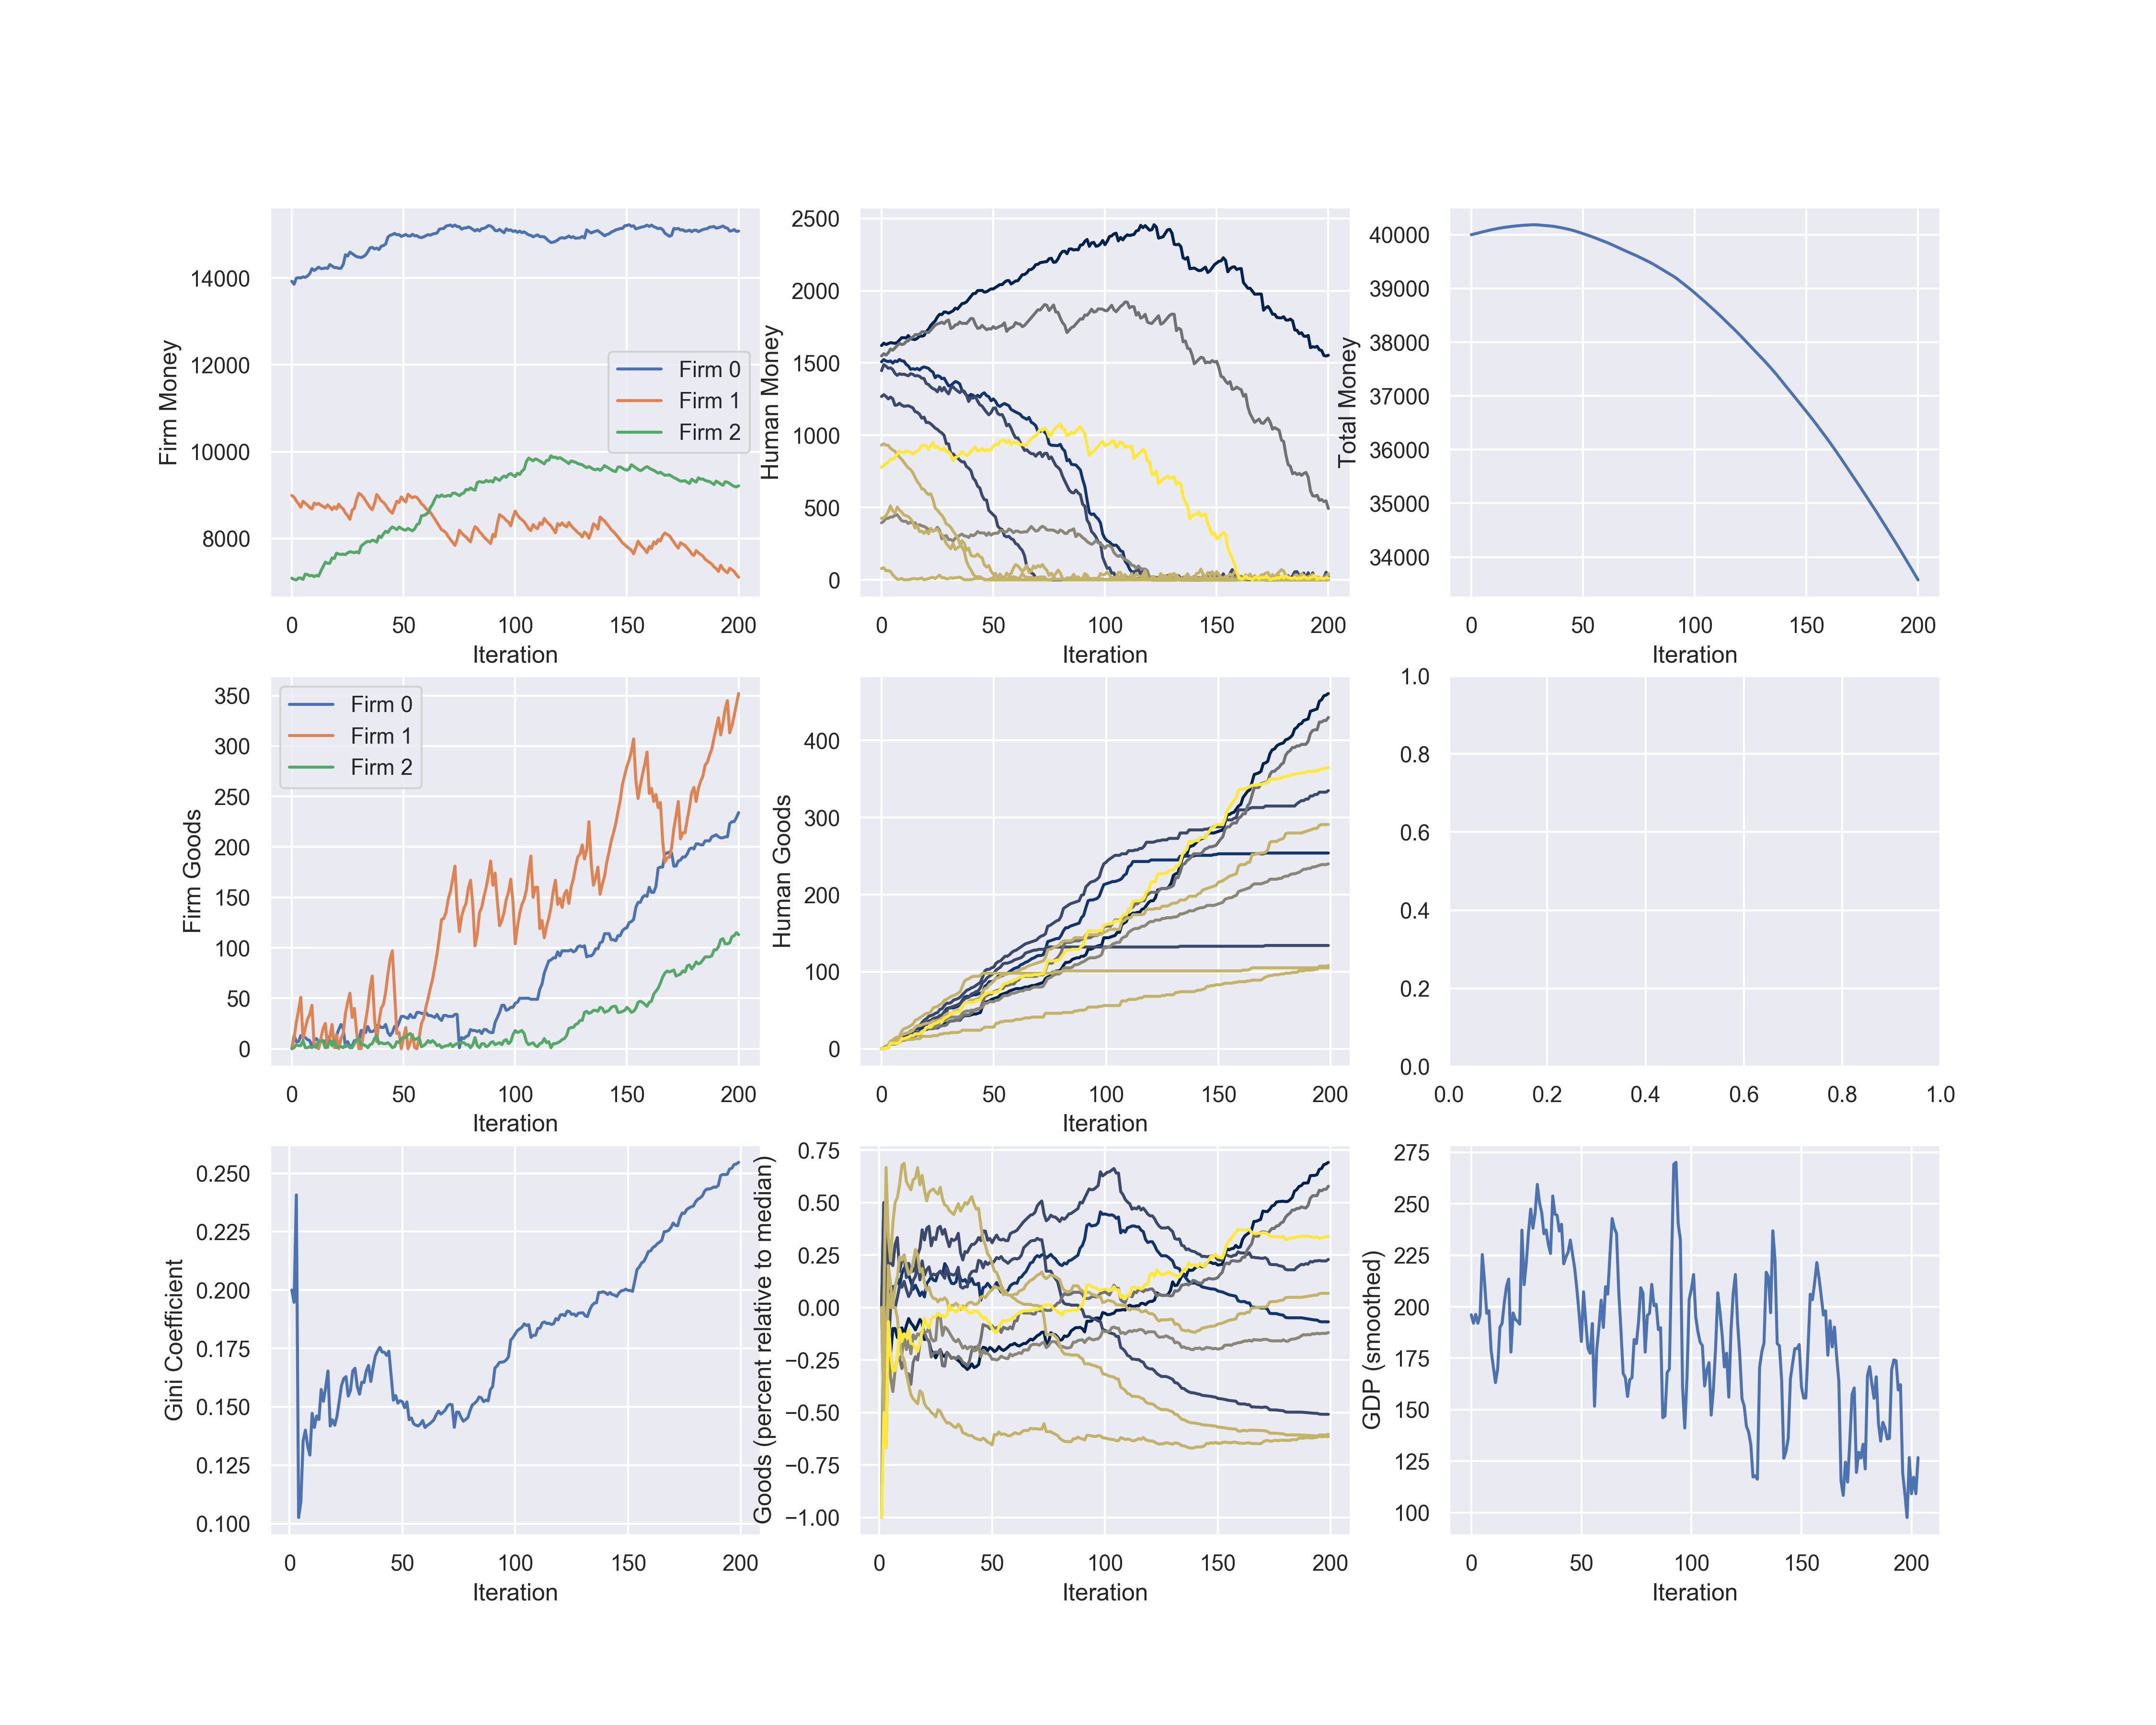 14000
12000
10000
8000
Firm Money
Firm 0
Firm 1
Firm 2
0 50 100 150 200
Iteration
2500
2000
1500
1000
500
0
Human Money
0 50 100 150 200
Iteration
40000
39000
38000
37000
36000
35000
34000
Total Money
0 50 100 150 200
Iteration
350
300
250
200
150
100
50
0
Firm Goods
Firm 0
Firm 1
Firm 2
0 50 100 150 200
Iteration
400
300
200
100
0
Human Goods
0 50 100 150 200
Iteration
1.0
0.8
0.6
0.4
0.2
0.0
0.0 0.2 0.4 0.6 0.8 1.0
0.250
0.225
0.200
0.175
0.150
0.125
0.100
Gini Coefficient
0 50 100 150 200
Iteration
0.75
0.50
0.25
0.00
−0.25
−0.50
−0.75
−1.00
Goods (percent relative to median)
0 50 100 150 200
Iteration
275
250
225
200
175
150
125
100
GDP (smoothed)
0 50 100 150 200
Iteration